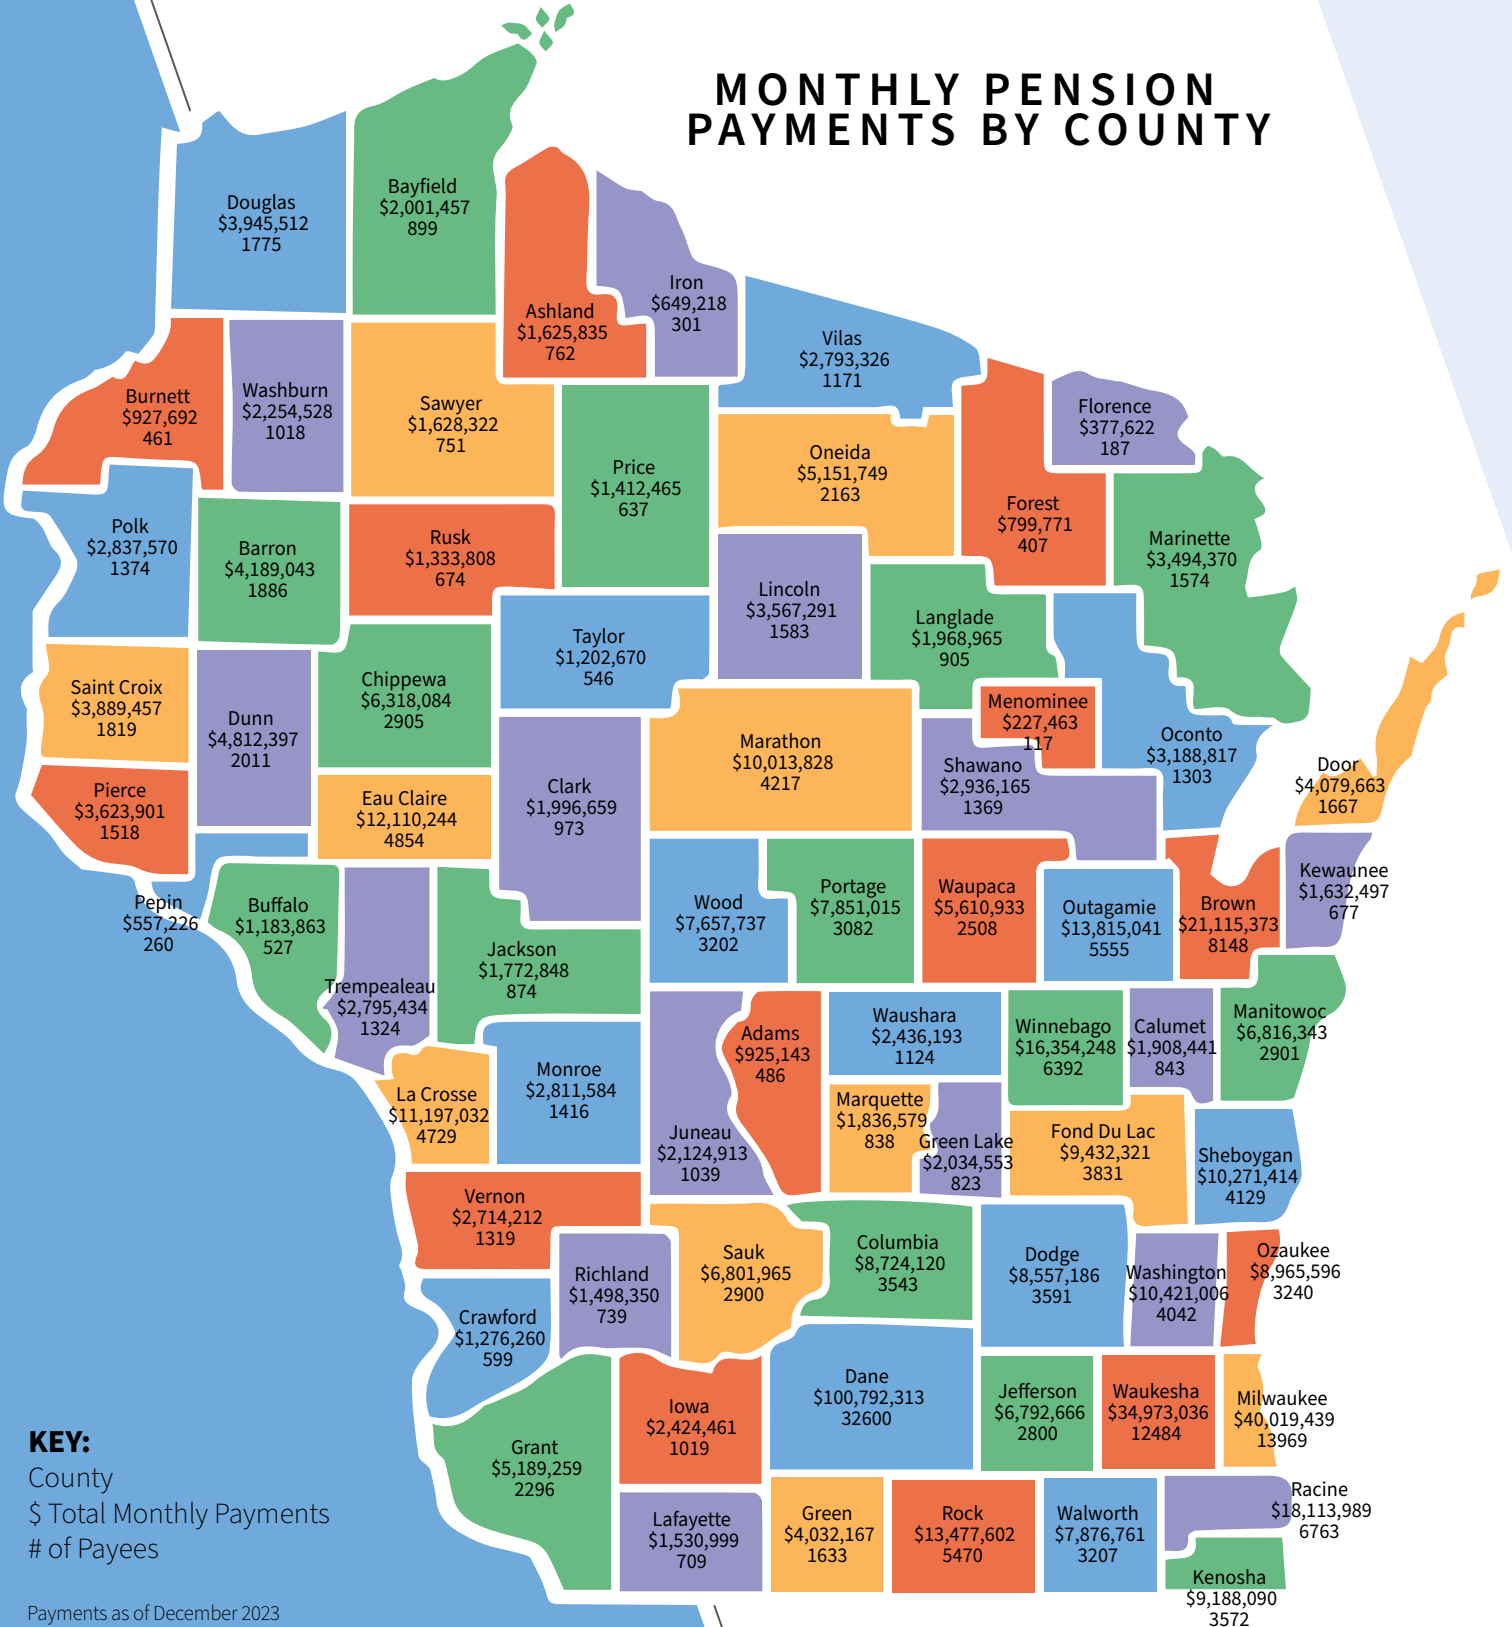 MONTHLY PENSION
PAYMENTS BY COUNTY
Douglas
$3,945,512
1775
Bayfield
$2,001,457
899
Ashland
$1,625,835
762
Iron
$649,218
301
Vilas
$2,793,326
1171
Burnett
$927,692
461
Washburn
$2,254,528
1018
Sawyer
$1,628,322
751
Price
$1,412,465
637
Oneida
$5,151,749
2163
Forest
$799,771
407
Florence
$377,622
187
Marinette
$3,494,370
1574
Polk
$2,837,570
1374
Barron
$4,189,043
1886
Rusk
$1,333,808
674
Taylor
$1,202,670
546
Lincoln
$3,567,291
1583
Langlade
$1,968,965
905
Menominee
$227,463
117
Oconto
$3,188,817
1303
Door
$4,079,663
1667
Saint Croix
$3,889,457
1819
Dunn
$4,812,397
2011
Chippewa
$6,318,084
2905
Marathon
$10,013,828
4217
Shawano
$2,936,165
1369
Pierce
$3,623,901
1518
Eau Claire
$12,110,244
4854
Clark
$1,996,659
973
Pepin
$557,226
260
Buffalo
$1,183,863
527
Trempealeau
$2,795,434
1324
Jackson
$1,772,848
874
Wood
$7,657,737
3202
Portage
$7,851,015
3082
Waupaca
$5,610,933
2508
Outagamie
$13,815,041
5555
Brown
$21,115,373
8148
Kewaunee
$1,632,497
677
La Crosse
$11,197,032
4729
Monroe
$2,811,584
1416
Juneau
$2,124,913
1039
Adams
$925,143
486
Waushara
$2,436,193
1124
Marquette
$1,836,579
838
Green Lake
$2,034,553
823
Winnebago
$16,354,248
6392
Calumet
$1,908,441
843
Manitowoc
$6,816,343
2901
Fond Du Lac
$9,432,321
3831
Sheboygan
$10,271,414
4129
Vernon
$2,714,212
1319
Richland
$1,498,350
739
Sauk
$6,801,965
2900
Columbia
$8,724,120
3543
Dodge
$8,557,186
3591
Washington
$10,421,006
4042
Ozaukee
$8,965,596
3240
Crawford
$1,276,260
599
Grant
$5,189,259
2296
Iowa
$2,424,461
1019
Dane
$100,792,313
32600
Jefferson
$6,792,666
2800
Waukesha
$34,973,036
12484
Milwaukee
$40,019,439
13969
Lafayette
$1,530,999
709
Green
$4,032,167
1633
Rock
$13,477,602
5470
Walworth
$7,876,761
3207
Racine
$18,113,989
6763
Kenosha
$9,188,090
3572
KEY:
County
$ Total Monthly Payments
# of Payees
Payments as of December 2023